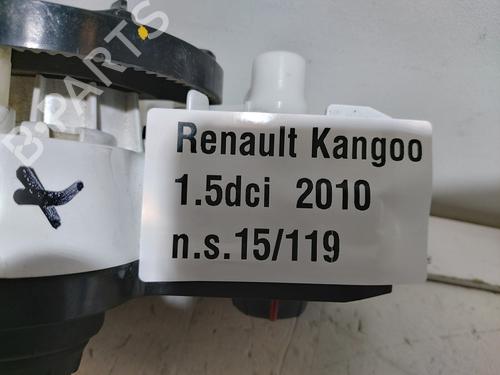 B-PARTS
Renault Kangoo
1.5dci 2010
n.s.15/119